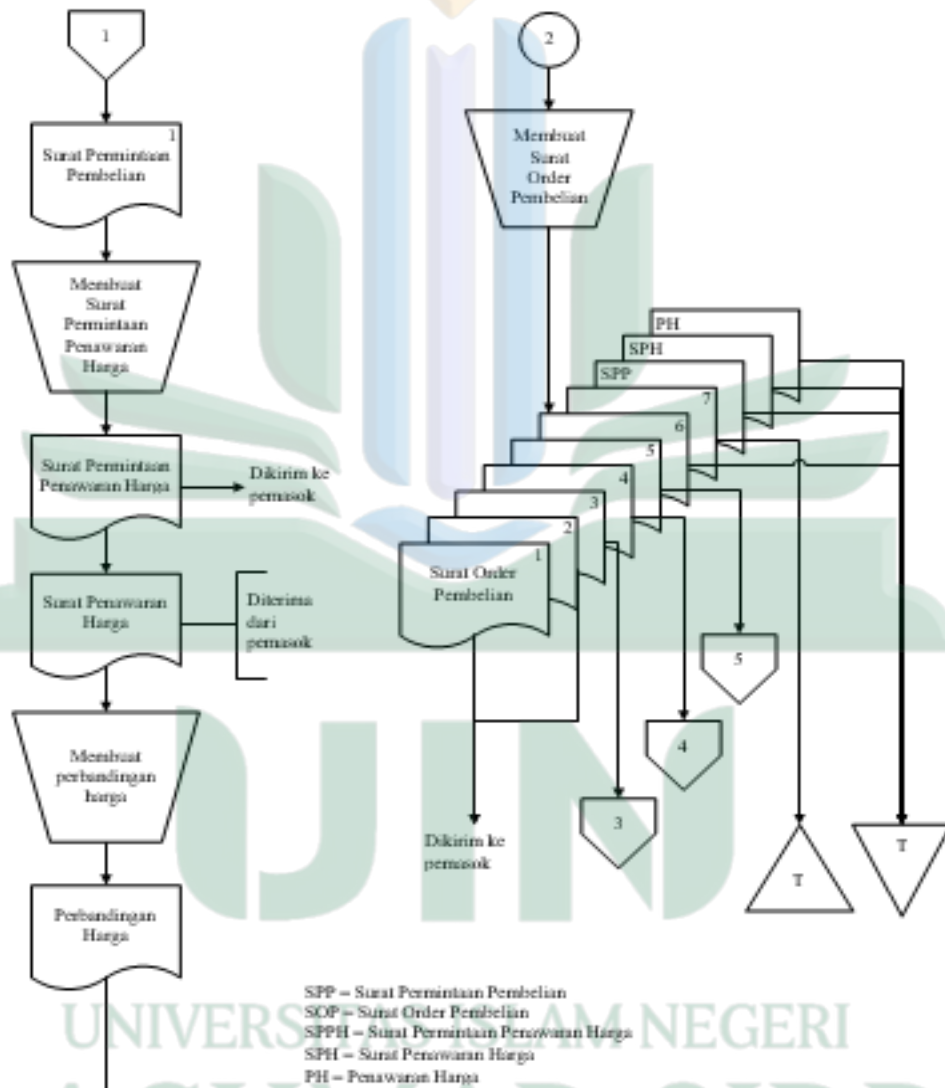 1
1
Surat Permintaan
Pembelian
Membuat
Surat
Permintaan
Penawaran
Harga
Surat Permintaan
Penawaran Harga
Dikirim ke
pemasok
Surat Penawaran
Harga
Diterima
dari
pemasok
Membuat
perbandingan
harga
Perbandingan
Harga
2
Membuat
Surat
Order
Pembelian
PH
SPH
SPP
7
6
5
4
3
2
1
Surat Order
Pembelian
Dikirim ke
pemasok
3
4
5
T
T
SPP – Surat Permintaan Pembelian
SOP – Surat Order Pembelian
SPPH – Surat Permintaan Penawaran Harga
SPH – Surat Penawaran Harga
PH – Penawaran Harga
UIN
UNIVERSITAS ISLAM NEGERI